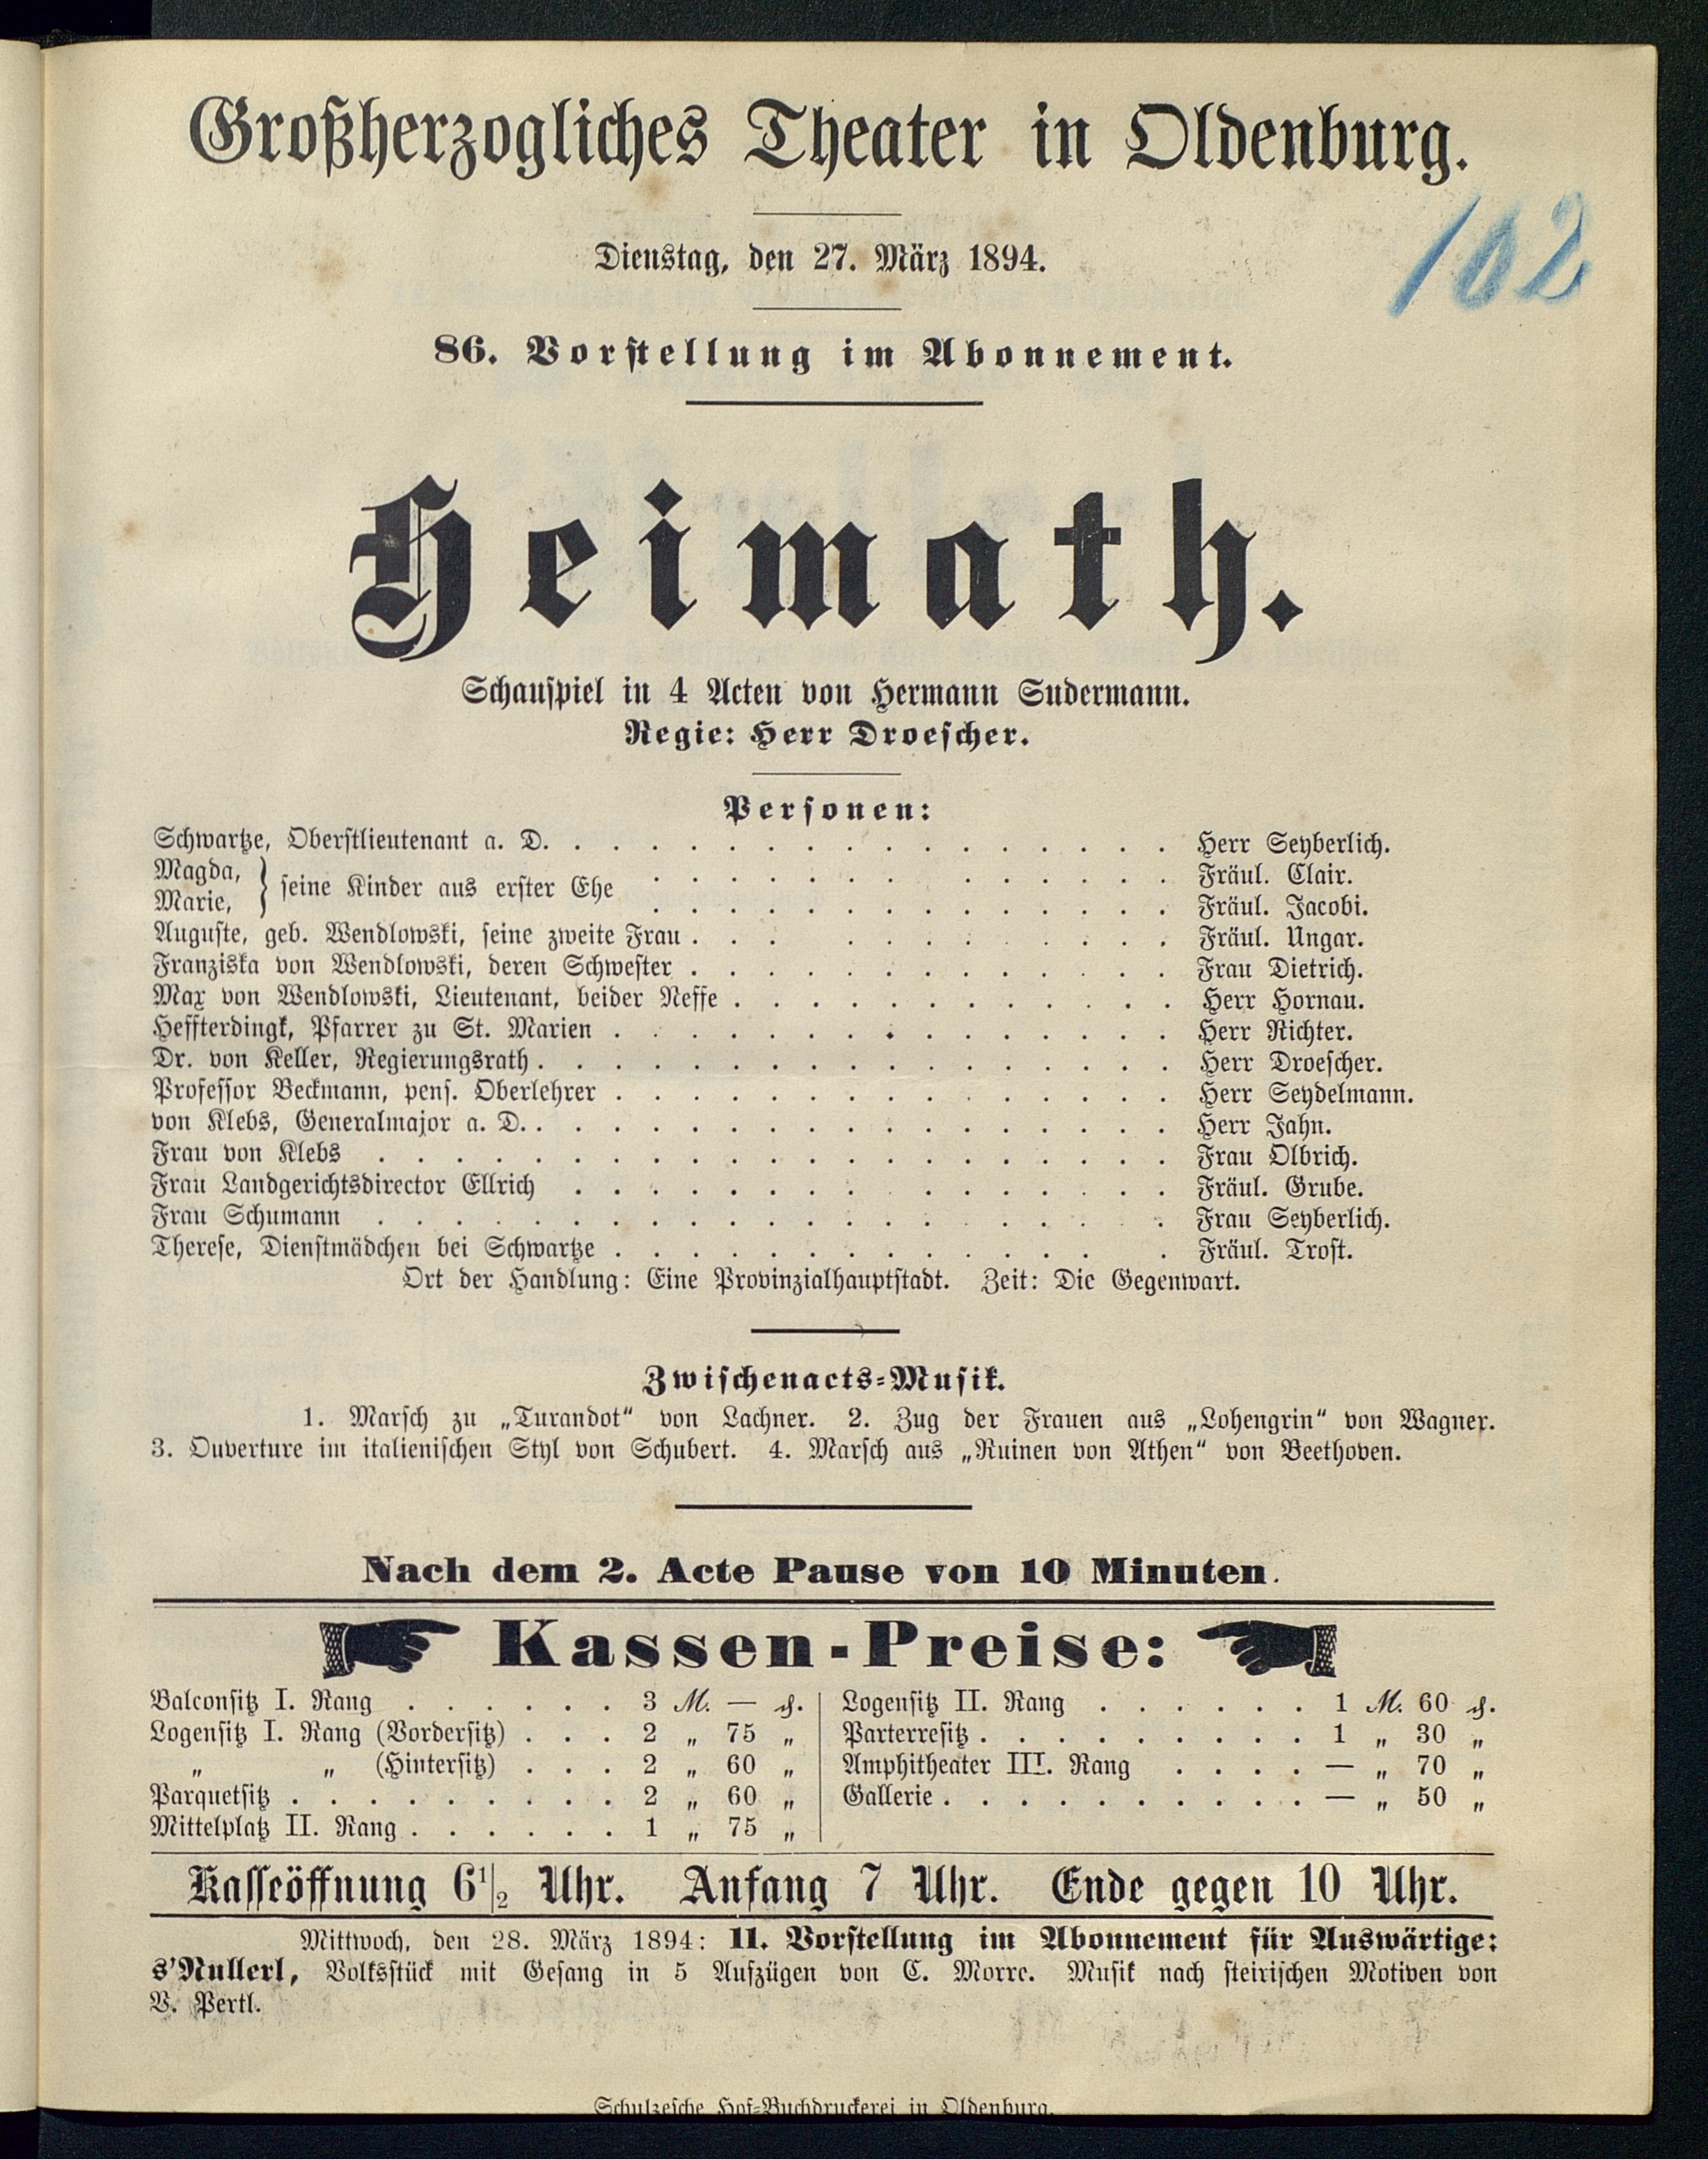 Großherzogliches Theater in Oldenburg.
102
Dienstag, den 27. März 1894.
86. Vorstellung im Abonnement.
Heimath.
Schauspiel in 4 Acten von Hermann Sudermann.
Regie: Herr Droescher.
Personen:
Schwartze, Oberstlieutenant a. D. . . . . . . . . . . . . . . . . Herr Seyberlich.
Magda, } seine Kinder aus erster Ehe . . . . . . . . . . . . . . Fräul. Clair.
Marie, . . . . . . . . . . . . . . Fräul. Jacobi.
Auguste, geb. Wendlowski, seine zweite Frau . . . . . . . . . . . . Fräul. Ungar.
Franziska von Wendlowski, deren Schwester . . . . . . . . . . . . . Frau Dietrich.
Max von Wendlowski, Lieutenant, beider Neffe . . . . . . . . . . . . Herr Hornau.
Heffterdingk, Pfarrer zu St. Marien . . . . . . . . . . . . . . . Herr Richter.
Dr. von Keller, Regierungsrath . . . . . . . . . . . . . . . . . Herr Droescher.
Professor Beckmann, pens. Oberlehrer . . . . . . . . . . . . . . . Herr Seydelmann.
von Klebs, Generalmajor a. D. . . . . . . . . . . . . . . . . . . Herr Jahn.
Frau von Klebs . . . . . . . . . . . . . . . . . . . . . Frau Olbrich.
Frau Landgerichtsdirector Ellrich . . . . . . . . . . . . . . . . Fräul. Grube.
Frau Schumann . . . . . . . . . . . . . . . . . . . . . Frau Seyberlich.
Therese, Dienstmädchen bei Schwartze . . . . . . . . . . . . . . Fräul. Trost.
Ort der Handlung: Eine Provinzialhauptstadt. Zeit: Die Gegenwart.
Zwischenacts-Musik.
1. Marsch zu „Turandot“ von Lachner. 2. Zug der Frauen aus „Lohengrin“ von Wagner.
3. Ouverture im italienischen Styl von Schubert. 4. Marsch aus „Ruinen von Athen“ von Beethoven.
Nach dem 2. Acte Pause von 10 Minuten.
Kassen-Preise:
Balconsitz I. Rang . . . . . . 3 M. — ₰.
Logensitz I. Rang (Vordersitz) . . . 2 „ 75 „
„ „ (Hintersitz) . . . 2 „ 60 „
Parquetsitz . . . . . . . . . 2 „ 60 „
Mittelplatz II. Rang . . . . . . 1 „ 75 „
Logensitz II. Rang . . . . . . 1 M. 60 ₰.
Parterresitz . . . . . . . . . 1 „ 30 „
Amphitheater III. Rang . . . . — „ 70 „
Gallerie . . . . . . . . . . — „ 50 „
Kasseöffnung 6 1/2 Uhr. Anfang 7 Uhr. Ende gegen 10 Uhr.
Mittwoch, den 28. März 1894: 11. Vorstellung im Abonnement für Auswärtige:
s'Nullerl, Volksstück mit Gesang in 5 Aufzügen von C. Morre. Musik nach steirischen Motiven von
V. Pertl.
Schulzesche Hof-Buchdruckerei in Oldenburg.